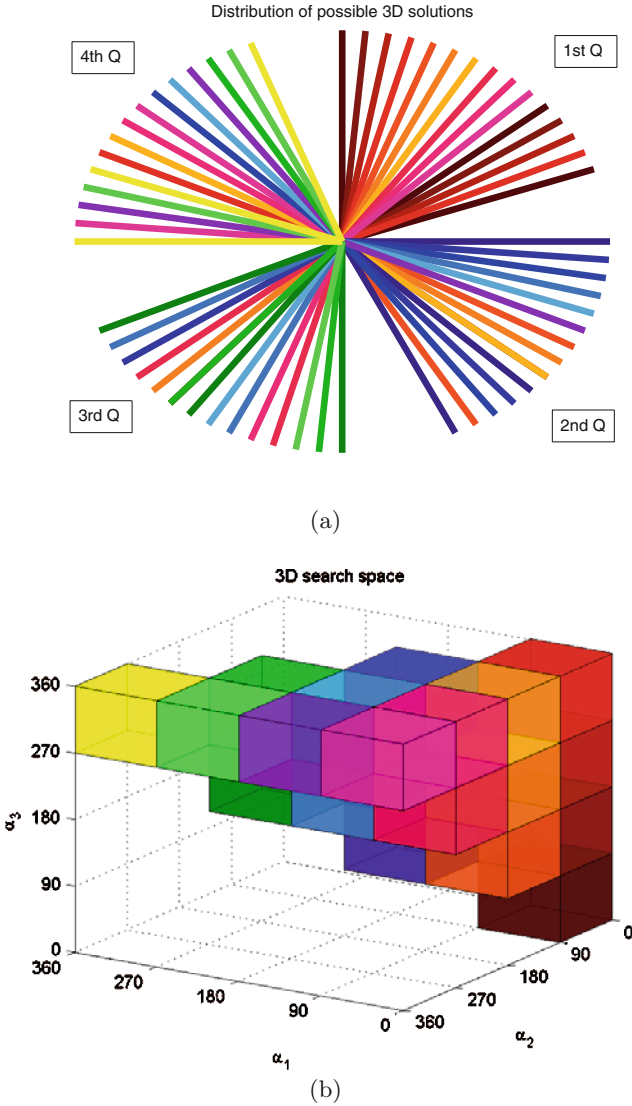 Distribution of possible 3D solutions
4th Q
1st Q
3rd Q
2nd Q
(a)
3D search space
360
270
180
90
0
α3
360
270
180
90
0
α1
360
270
180
90
0
α2
(b)